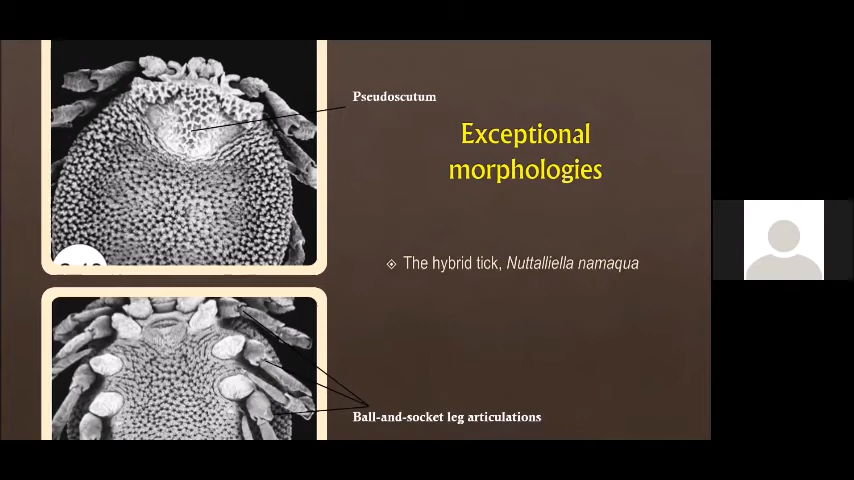 Pseudoscutum
Exceptional
morphologies
The hybrid tick, Nuttalliella namaqua
Ball-and-socket leg articulations